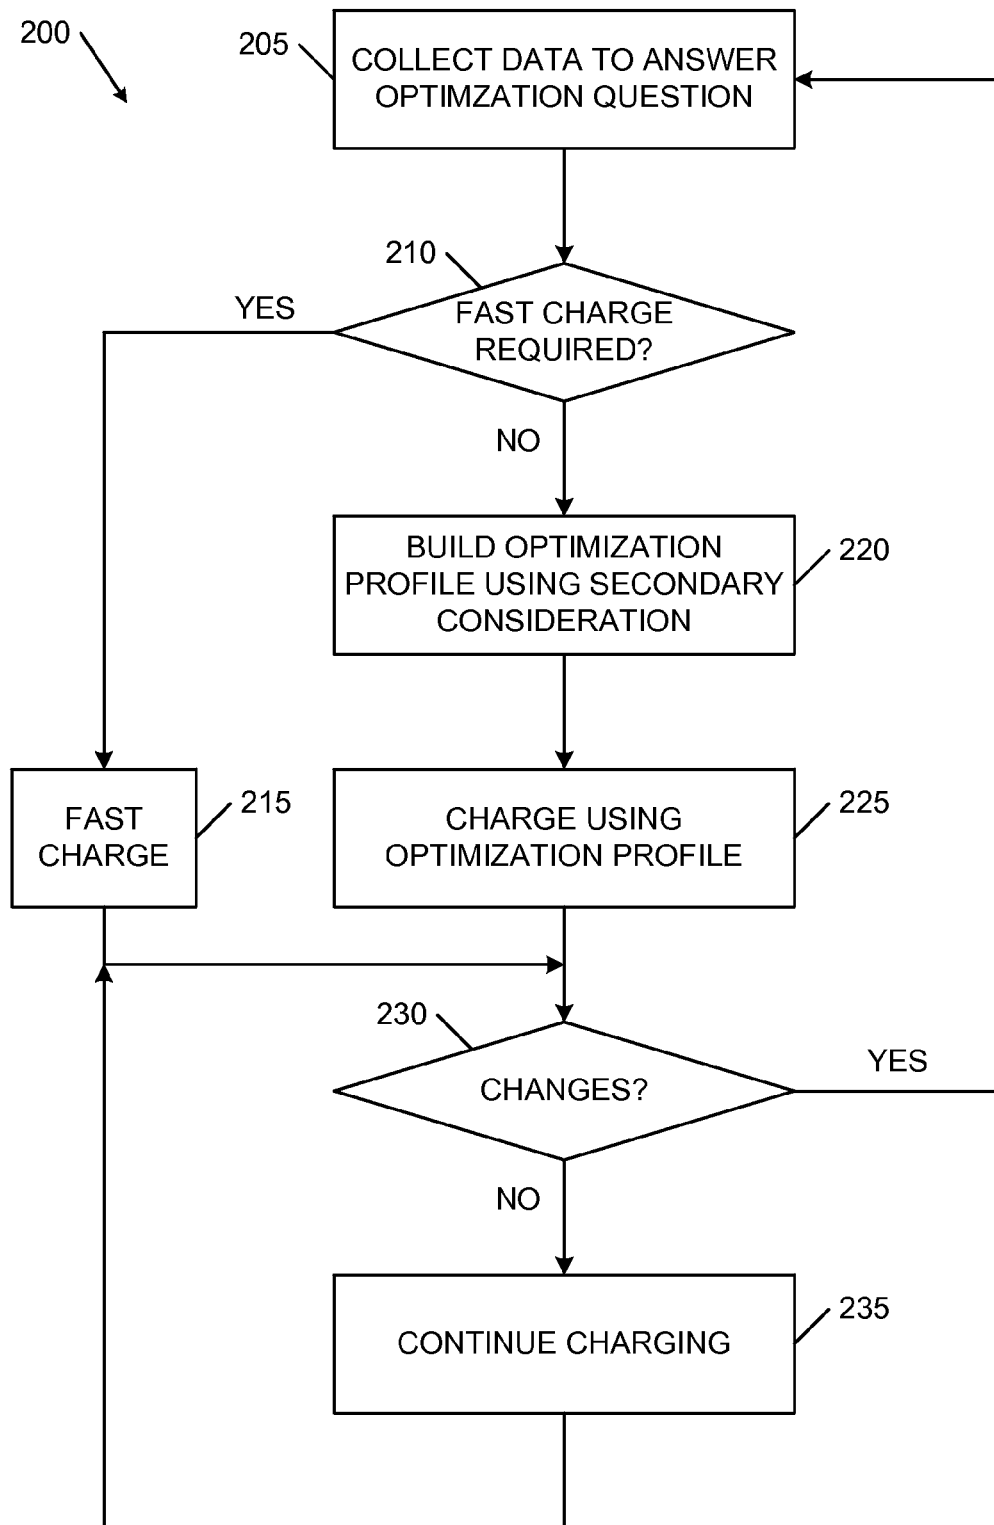 200
205
COLLECT DATA TO ANSWER
OPTIMZATION QUESTION
210
YES
FAST CHARGE
REQUIRED?
NO
BUILD OPTIMIZATION
PROFILE USING SECONDARY
CONSIDERATION
220
FAST
CHARGE
215
CHARGE USING
OPTIMIZATION PROFILE
225
230
CHANGES?
YES
NO
CONTINUE CHARGING
235